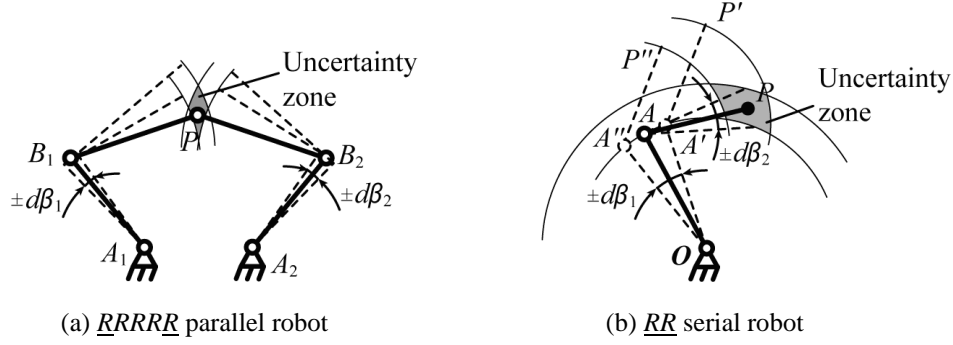 Uncertainty
zone
P
B₁
B₂
±dβ₁
±dβ₂
A₁
A₂
(a) RRRRR parallel robot
P'
P''
Uncertainty
zone
P
A
A''
A'
±dβ₂
±dβ₁
O
(b) RR serial robot